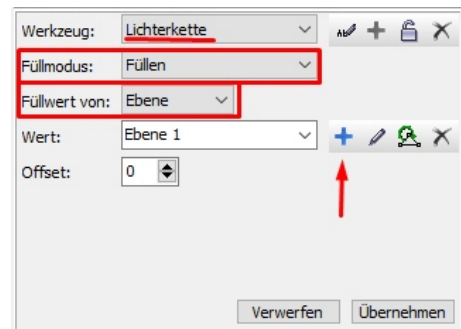 Werkzeug: Lichterkette
Füllmodus: Füllen
Füllwert von: Ebene
Wert: Ebene 1
Offset: 0
Verwerfen Übernehmen